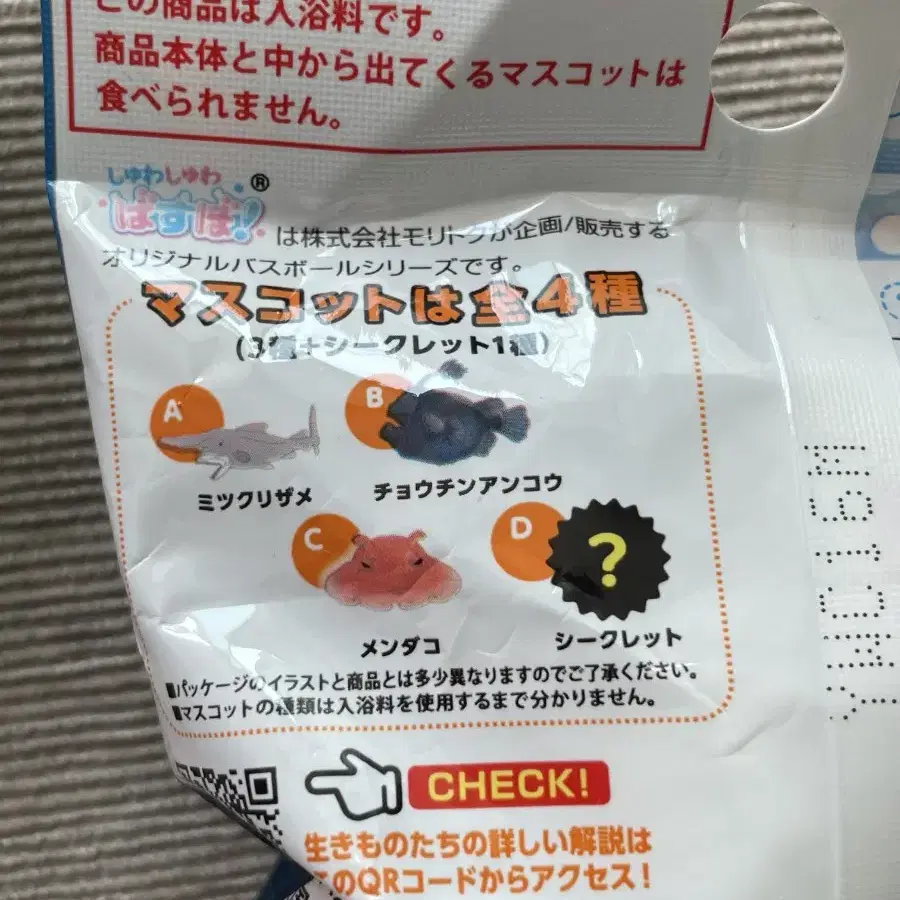 この商品は入浴料です。
商品本体と中から出てくるマスコットは
食べられません。
しゅわしゅわ
ばすぼ! ®
は株式会社モリトクが企画/販売する
オリジナルバスボールシリーズです。
マスコットは全4種
(3種+シークレット1種)
A
B
ミツクリザメ
チョウチンアンコウ
C
D
?
メンダコ
シークレット
■パッケージのイラストと商品とは多少異なりますのでご了承ください。
■マスコットの種類は入浴料を使用するまで分かりません。
CHECK!
生きものたちの詳しい解説は
このQRコードからアクセス!